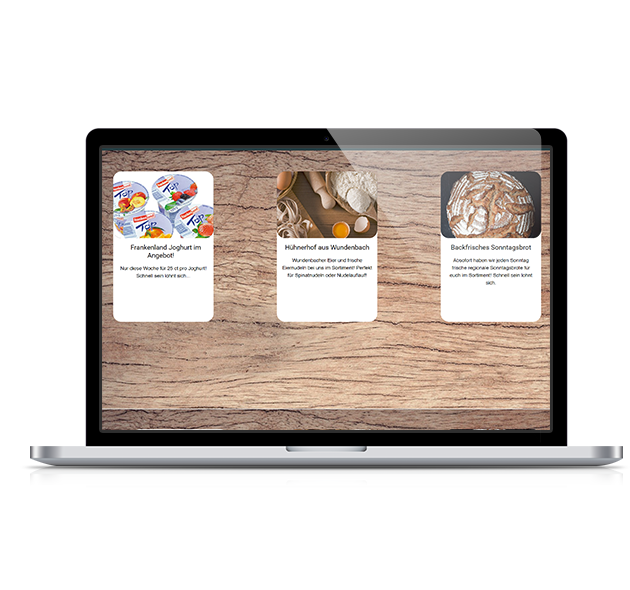 Top
Top
Top
Top
Frankenland Joghurt im
Angebot!
Nur diese Woche für 25 ct pro Joghurt!
Schnell sein lohnt sich...
Hühnerhof aus Wundenbach
Wundenbacher Eier und frische
Eiernudeln bei uns im Sortiment! Perfekt
für Spinatnudeln oder Nudelauflauf!
Backfrisches Sonntagsbrot
Absofort haben wir jeden Sonntag
frische regionale Sonntagsbrote für
euch im Sortiment! Schnell sein lohnt
sich.